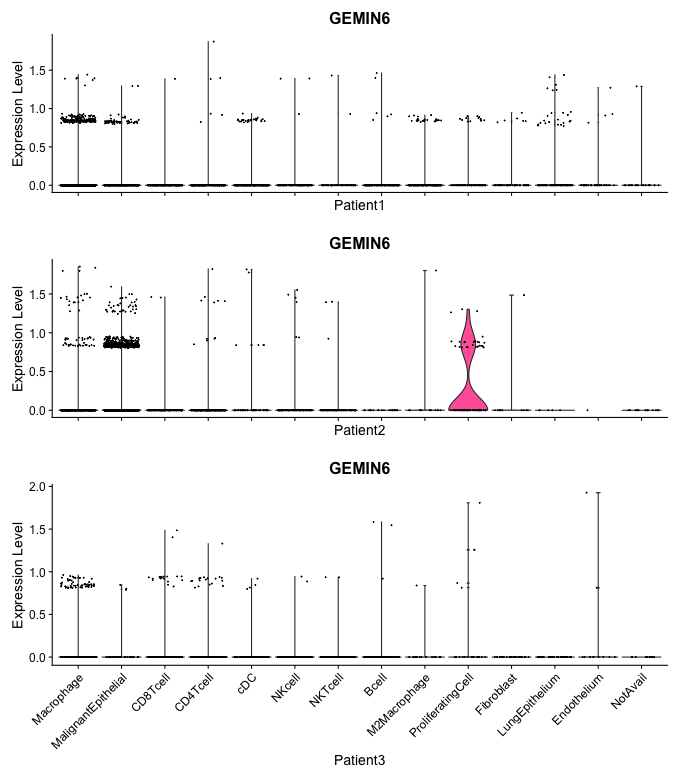 GEMIN6
Expression Level
1.5
1.0
0.5
0.0
Patient1
GEMIN6
Expression Level
1.5
1.0
0.5
0.0
Patient2
GEMIN6
Expression Level
2.0
1.5
1.0
0.5
0.0
Macrophage
MalignantEpithelial
CD8Tcell
CD4Tcell
cDC
NKcell
NKTcell
Bcell
M2Macrophage
ProliferatingCell
Fibroblast
LungEpithelium
Endothelium
NotAvail
Patient3